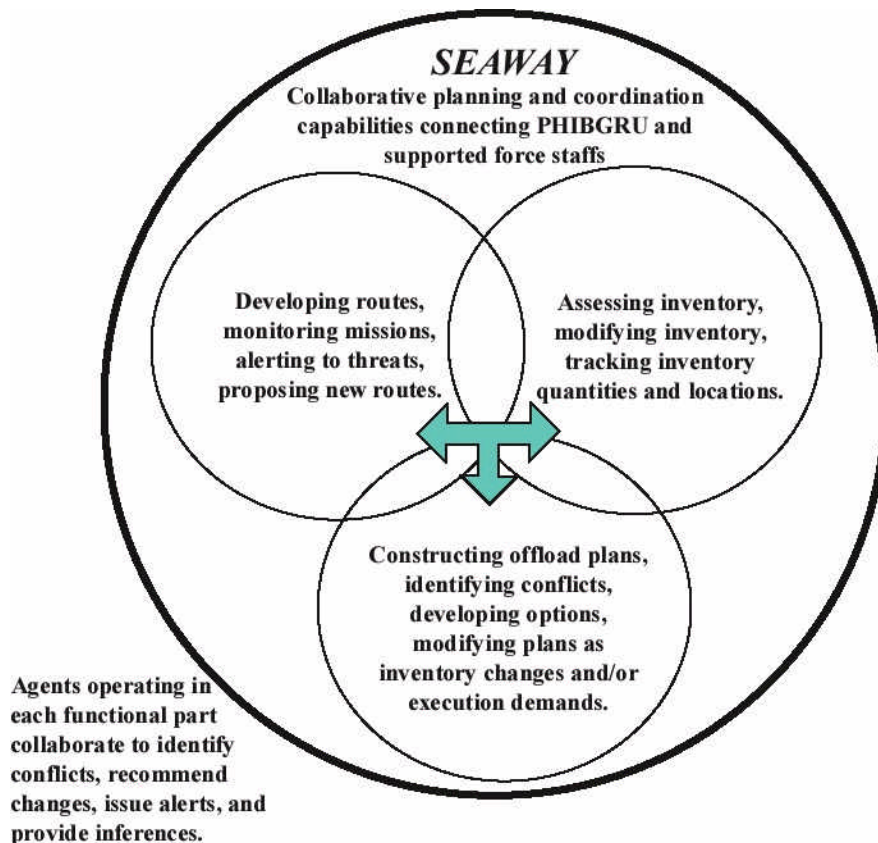 SEAWAY
Collaborative planning and coordination
capabilities connecting PHIBGRU and
supported force staffs
Developing routes,
monitoring missions,
alerting to threats,
proposing new routes.
Assessing inventory,
modifying inventory,
tracking inventory
quantities and locations.
Constructing offload plans,
identifying conflicts,
developing options,
modifying plans as
inventory changes and/or
execution demands.
Agents operating in
each functional part
collaborate to identify
conflicts, recommend
changes, issue alerts, and
provide inferences.